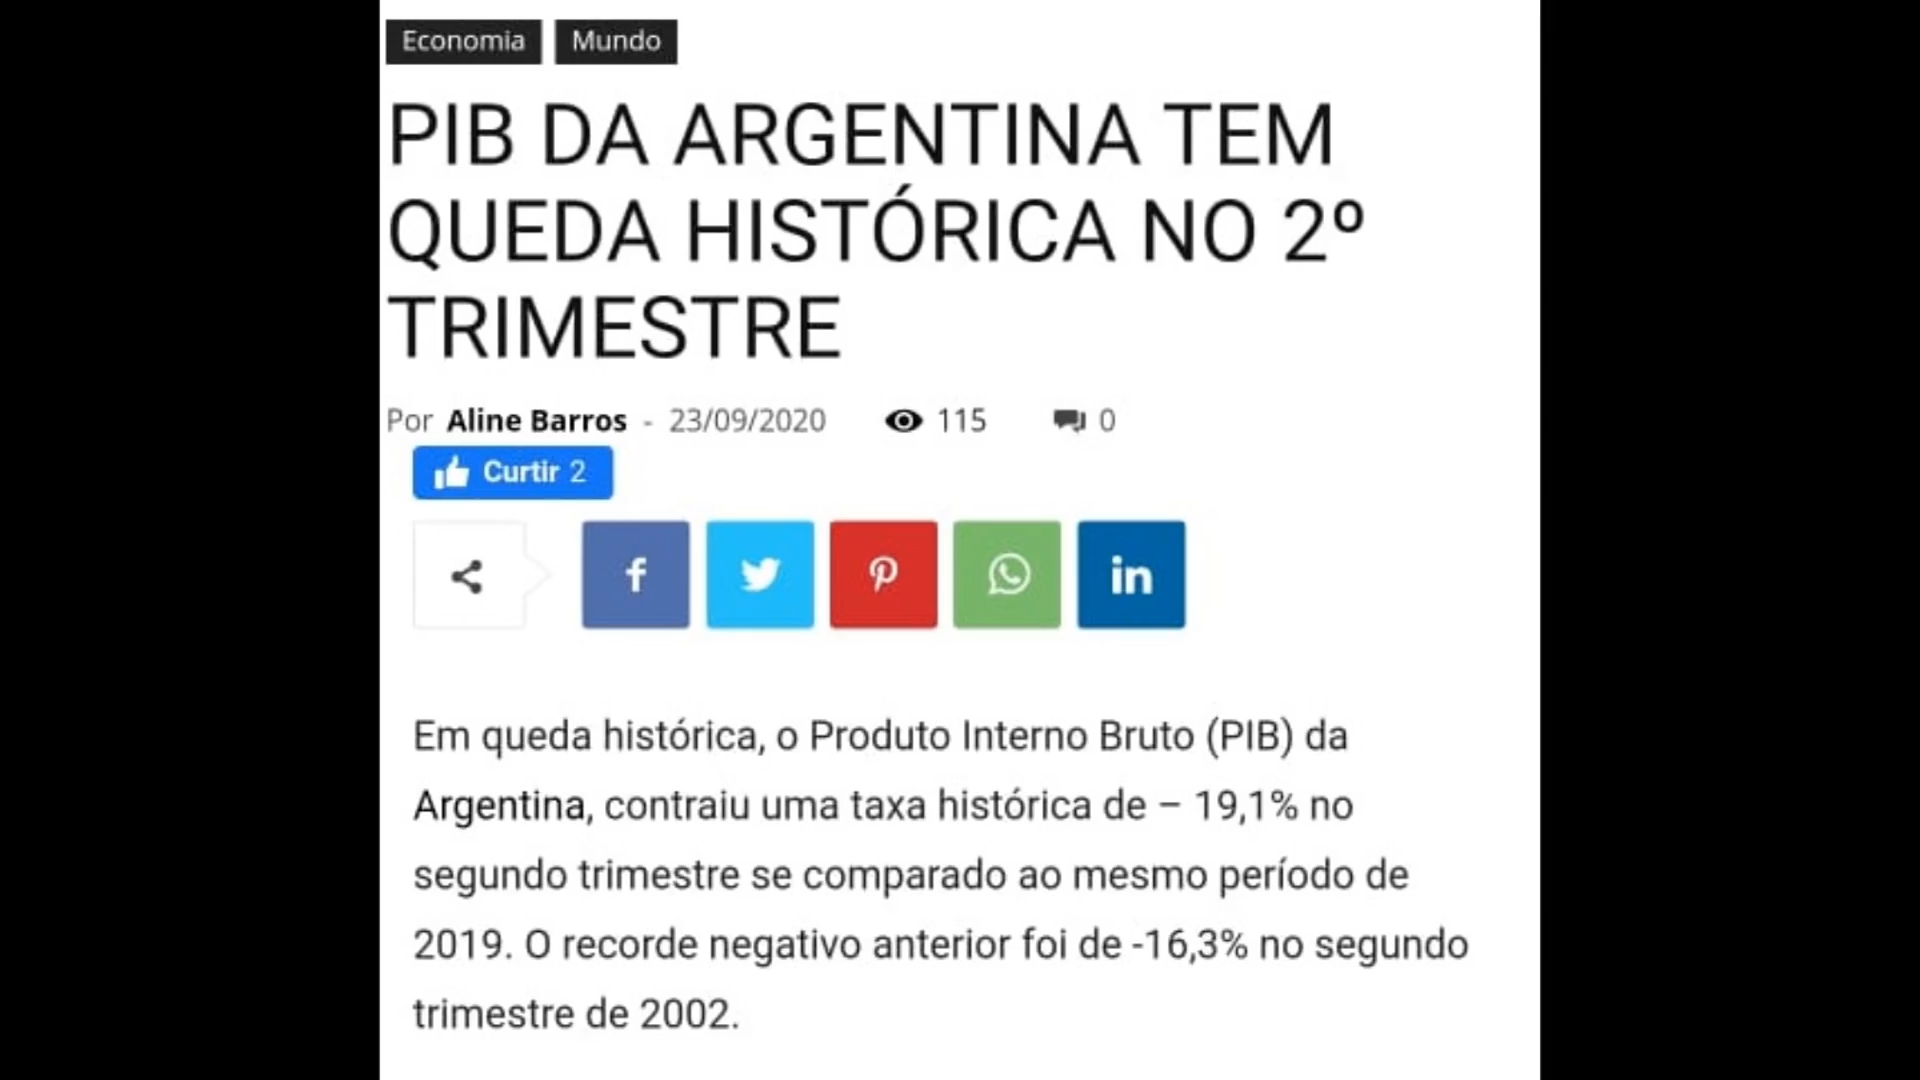 Economia Mundo
PIB DA ARGENTINA TEM
QUEDA HISTÓRICA NO 2º
TRIMESTRE
Por Aline Barros - 23/09/2020 115 0
Curtir 2
f in
Em queda histórica, o Produto Interno Bruto (PIB) da
Argentina, contraiu uma taxa histórica de – 19,1% no
segundo trimestre se comparado ao mesmo período de
2019. O recorde negativo anterior foi de -16,3% no segundo
trimestre de 2002.